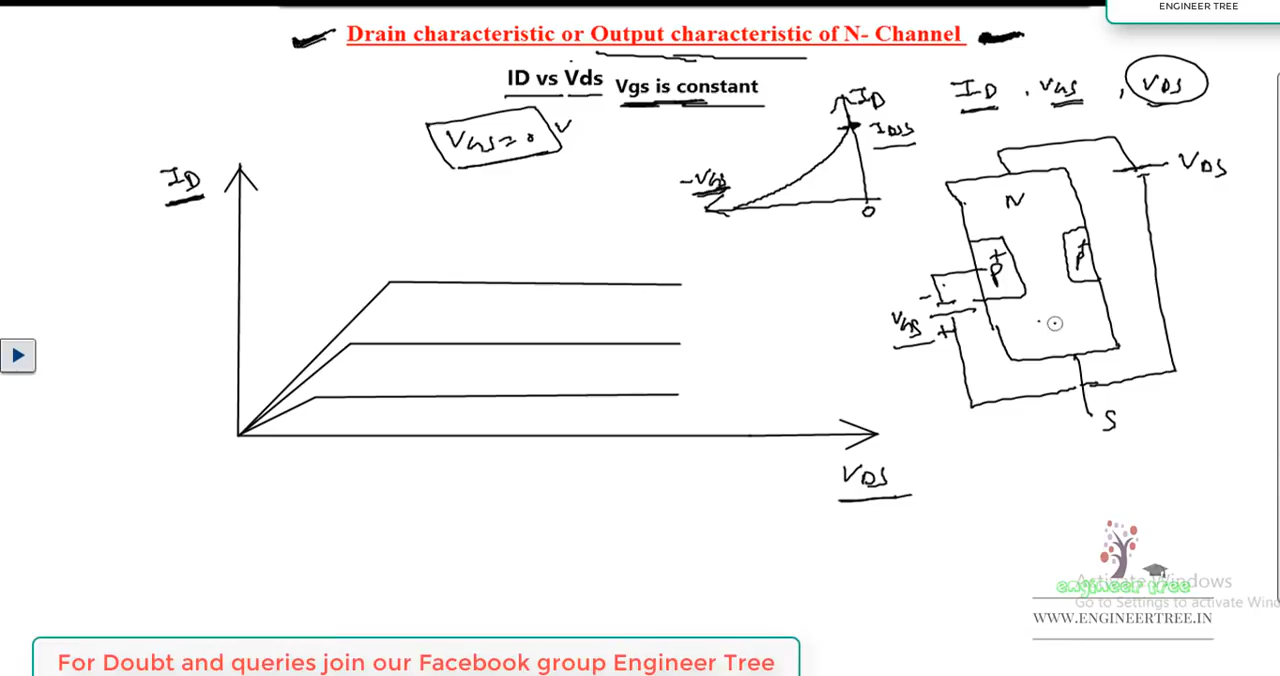 ENGINEER TREE
Drain characteristic or Output characteristic of N- Channel
ID vs Vds Vgs is constant
ID , VGS , VDS
VGS = 0 V
ID
IDSS
-VGS
0
ID
VDS
N
P+
P+
-
VGS
+
S
VDS
engineer tree
Activate Windows
Go to Settings to activate Wind
WWW.ENGINEERTREE.IN
For Doubt and queries join our Facebook group Engineer Tree